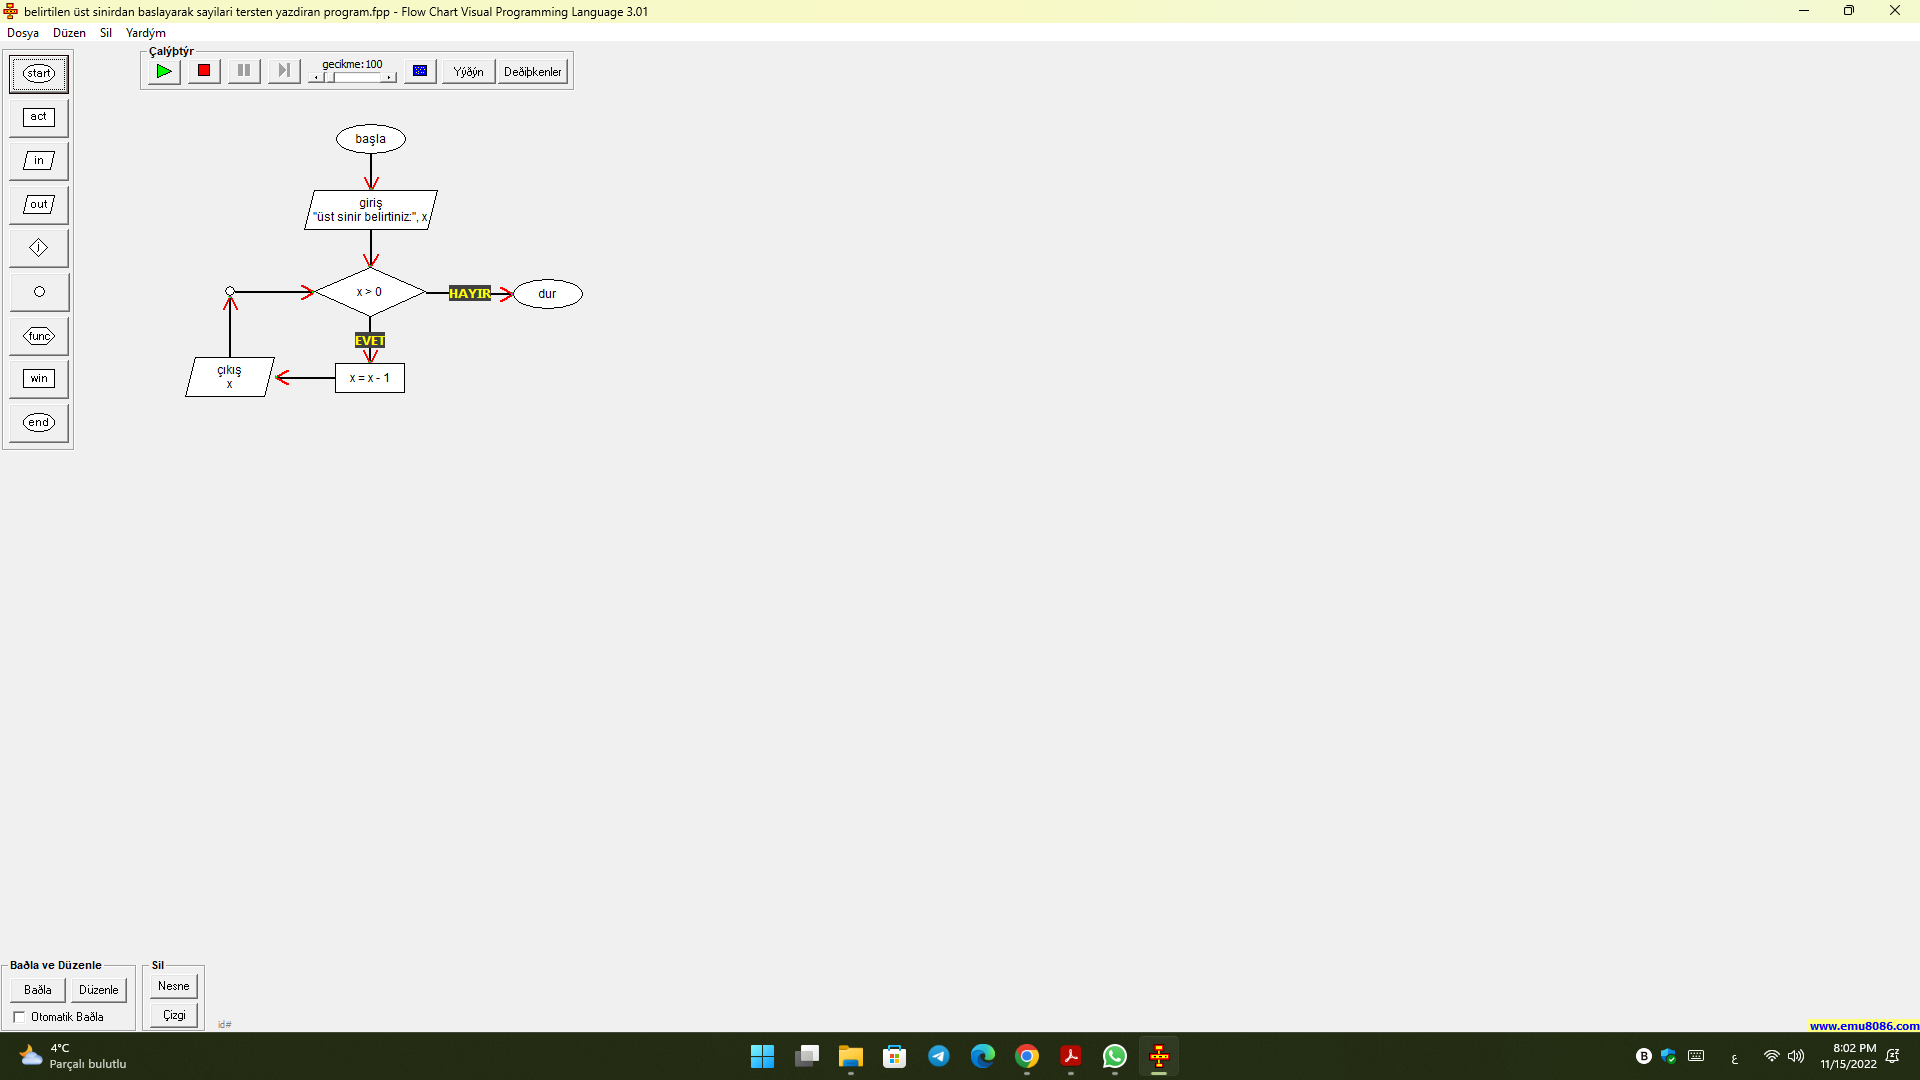 belirtilen üst sinirdan baslayarak sayilari tersten yazdiran program.fpp - Flow Chart Visual Programming Language 3.01
Dosya Düzen Sil Yardým
Çalýþtýr
gecikme:100
Yýðýn
Deðiþkenler
start
act
in
out
j
func
win
end
başla
giriş
"üst sinir belirtiniz:", x
x > 0
HAYIR
dur
EVET
x = x - 1
çıkış
x
Baðla ve Düzenle
Baðla
Düzenle
Otomatik Baðla
Sil
Nesne
Çizgi
id#
www.emu8086.com
4°C
Parçalı bulutlu
B
ع
8:02 PM
11/15/2022